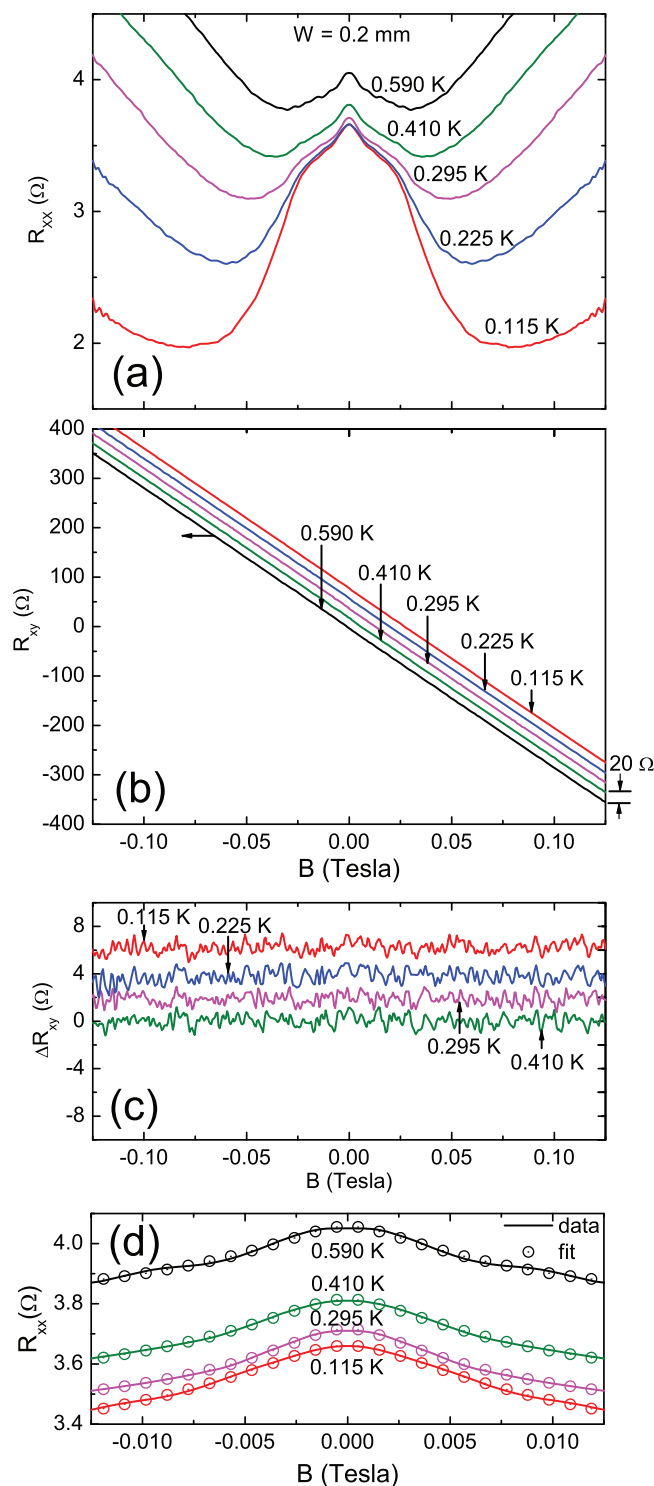 W = 0.2 mm
4
3
2
R_xx (Ω)
0.590 K
0.410 K
0.295 K
0.225 K
0.115 K
(a)
400
300
200
100
0
-100
-200
-300
-400
R_xy (Ω)
0.590 K
0.410 K
0.295 K
0.225 K
0.115 K
20 Ω
(b)
-0.10 -0.05 0.00 0.05 0.10
B (Tesla)
8
4
0
-4
-8
ΔR_xy (Ω)
0.115 K
0.225 K
0.295 K
0.410 K
(c)
-0.10 -0.05 0.00 0.05 0.10
B (Tesla)
(d)
data
fit
4.0
3.8
3.6
3.4
R_xx(Ω)
0.590 K
0.410 K
0.295 K
0.115 K
-0.010 -0.005 0.000 0.005 0.010
B (Tesla)